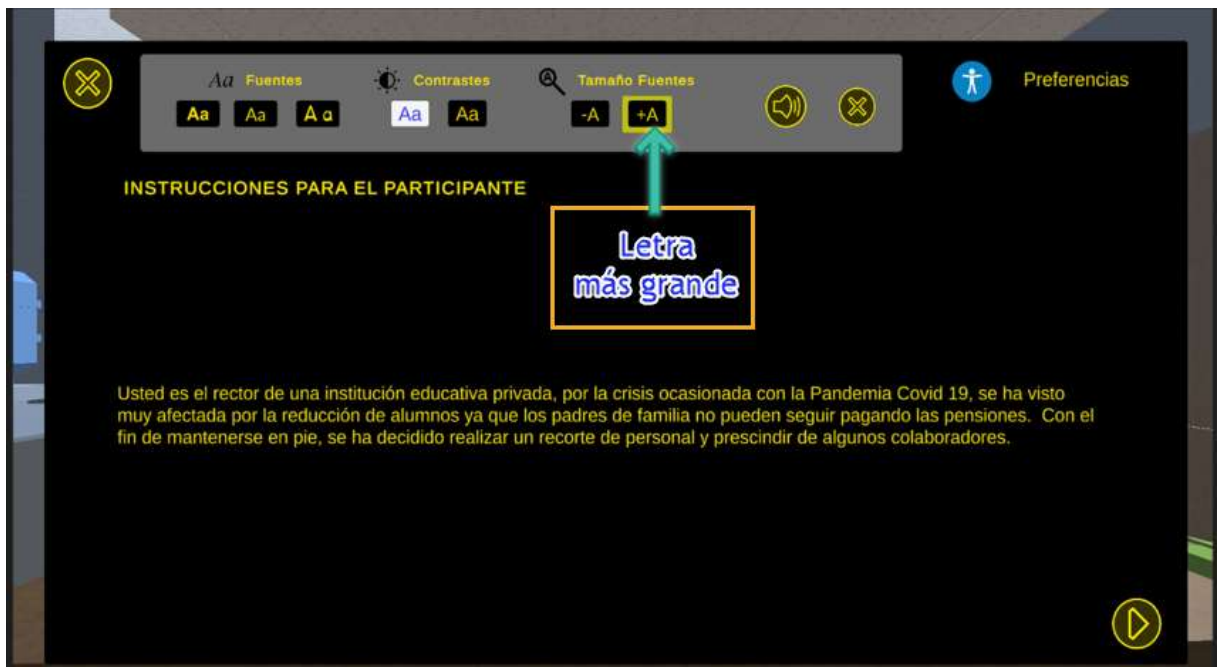 Aa Fuentes Contrastes Tamaño Fuentes Preferencias
Aa Aa Aa Aa Aa -A +A
INSTRUCCIONES PARA EL PARTICIPANTE
Letra
más grande
Usted es el rector de una institución educativa privada, por la crisis ocasionada con la Pandemia Covid 19, se ha visto
muy afectada por la reducción de alumnos ya que los padres de familia no pueden seguir pagando las pensiones. Con el
fin de mantenerse en pie, se ha decidido realizar un recorte de personal y prescindir de algunos colaboradores.